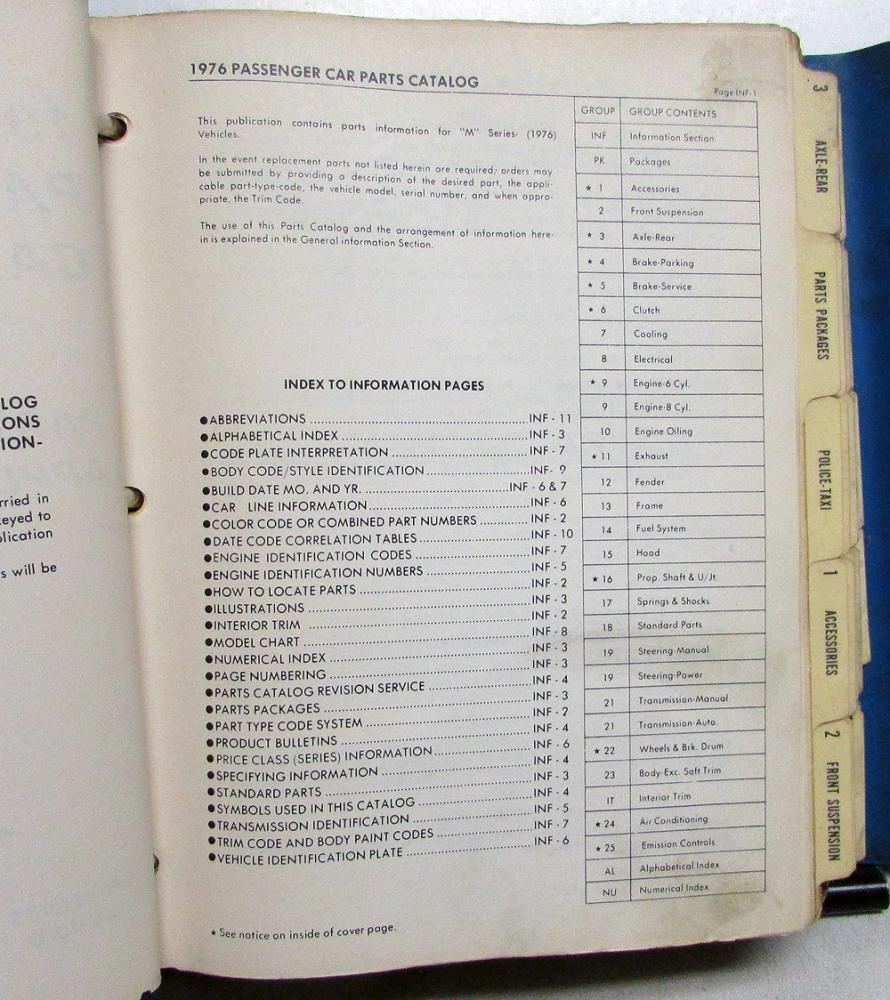 LOG
ONS
ION-
rried in
keyed to
plication
s will be
1976 PASSENGER CAR PARTS CATALOG
Page INF-1
This publication contains parts information for "M" Series- (1976)
Vehicles.
In the event replacement parts not listed herein are required; orders may
be submitted by providing a description of the desired part, the appli-
cable part-type-code, the vehicle model, serial number, and when appro-
priate, the Trim Code.
The use of this Parts Catalog and the arrangement of information here-
in is explained in the General information Section.
INDEX TO INFORMATION PAGES
●ABBREVIATIONS ... INF - 11
●ALPHABETICAL INDEX ... INF - 3
●CODE PLATE INTERPRETATION ... INF - 7
●BODY CODE/STYLE IDENTIFICATION ... INF- 9
●BUILD DATE MO. AND YR. ... INF - 6 & 7
●CAR LINE INFORMATION ... INF - 6
●COLOR CODE OR COMBINED PART NUMBERS ... INF - 2
●DATE CODE CORRELATION TABLES ... INF - 10
●ENGINE IDENTIFICATION CODES ... INF - 7
●ENGINE IDENTIFICATION NUMBERS ... INF - 5
●HOW TO LOCATE PARTS ... INF - 2
●ILLUSTRATIONS ... INF - 3
●INTERIOR TRIM ... INF - 2
●MODEL CHART ... INF - 8
●NUMERICAL INDEX ... INF - 3
●PAGE NUMBERING ... INF - 3
●PARTS CATALOG REVISION SERVICE ... INF - 4
●PARTS PACKAGES ... INF - 3
●PART TYPE CODE SYSTEM ... INF - 2
●PRODUCT BULLETINS ... INF - 4
●PRICE CLASS (SERIES) INFORMATION ... INF - 6
●SPECIFYING INFORMATION ... INF - 4
●STANDARD PARTS ... INF - 3
●SYMBOLS USED IN THIS CATALOG ... INF - 4
●TRANSMISSION IDENTIFICATION ... INF - 5
●TRIM CODE AND BODY PAINT CODES ... INF - 7
●VEHICLE IDENTIFICATION PLATE ... INF - 6
★ See notice on inside of cover page.
GROUP GROUP CONTENTS
INF Information Section
PK Packages
★ 1 Accessories
2 Front Suspension
★ 3 Axle-Rear
★ 4 Brake-Parking
★ 5 Brake-Service
★ 6 Clutch
7 Cooling
8 Electrical
★ 9 Engine-6 Cyl.
9 Engine-8 Cyl.
10 Engine Oiling
★ 11 Exhaust
12 Fender
13 Frame
14 Fuel System
15 Hood
★ 16 Prop. Shaft & U/Jt.
17 Springs & Shocks
18 Standard Parts
19 Steering-Manual
19 Steering-Power
21 Transmission-Manual
21 Transmission-Auto.
★ 22 Wheels & Brk. Drum
23 Body-Exc. Soft Trim
IT Interior Trim
★ 24 Air Conditioning
★ 25 Emission Controls
AL Alphabetical Index
NU Numerical Index
3 AXLE-REAR
PARTS PACKAGES
POLICE-TAXI
1 ACCESSORIES
2 FRONT SUSPENSION